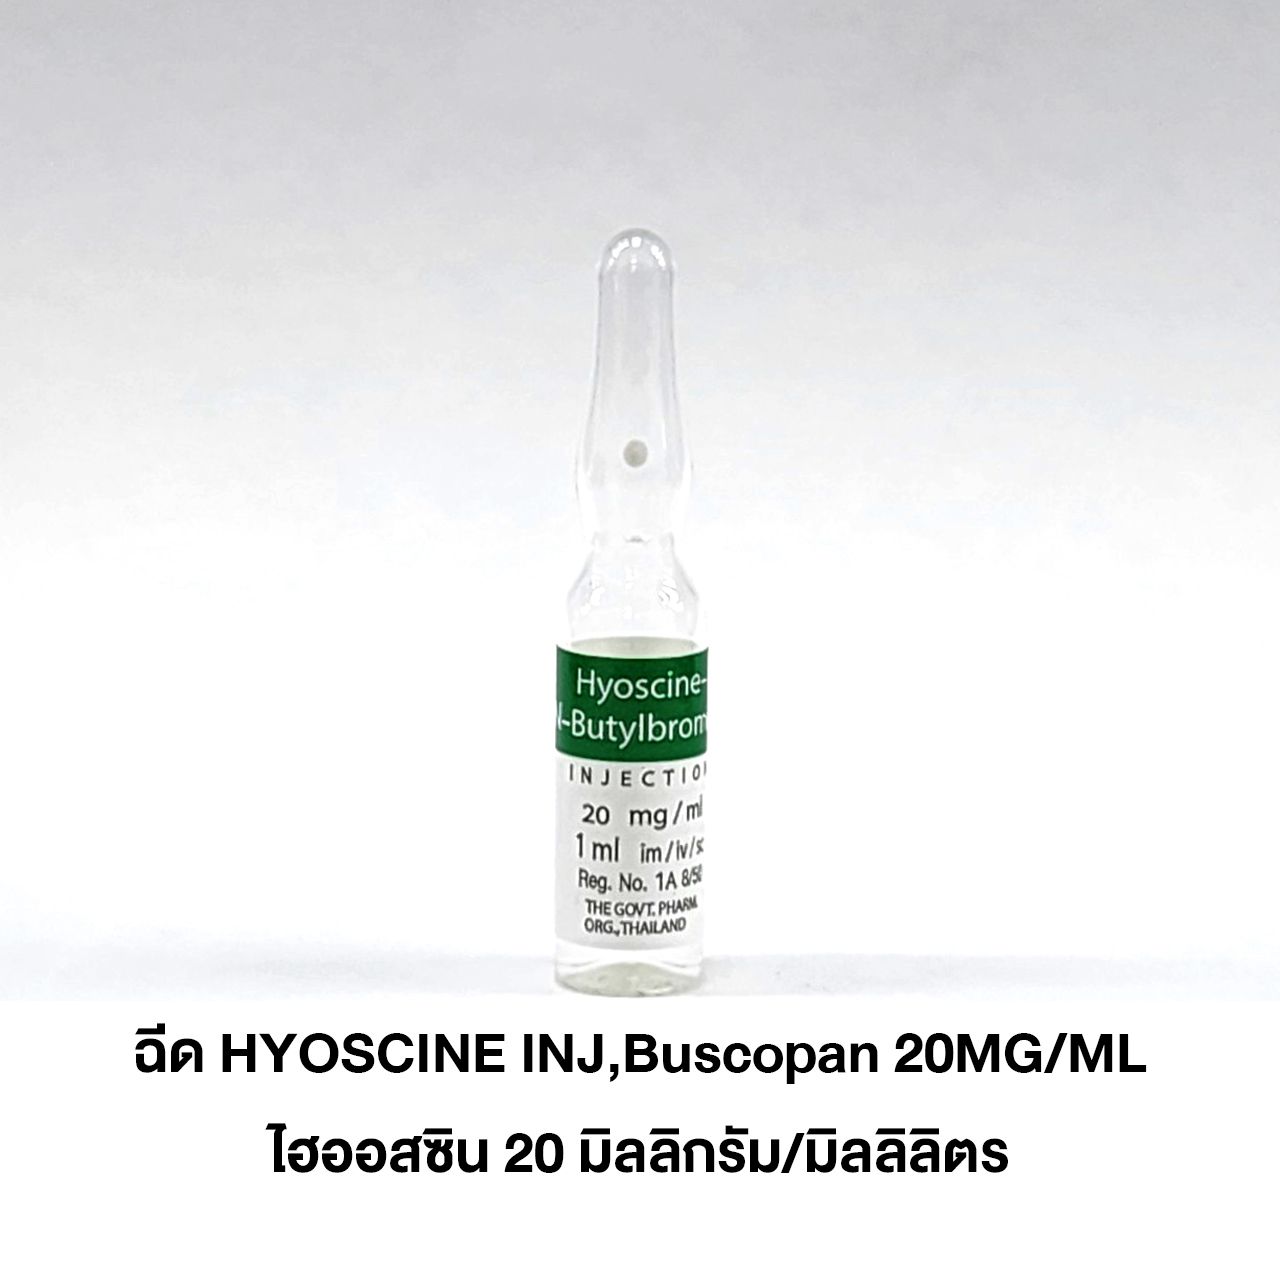 Hyoscine-
-Butylbrom
INJECTION
20 mg/ml
1 ml im/iv/sc
Reg. No. 1A 8/50
THE GOVT. PHARM.
ORG.,THAILAND
ฉีด HYOSCINE INJ,Buscopan 20MG/ML
ไฮออสซิน 20 มิลลิกรัม/มิลลิลิตร